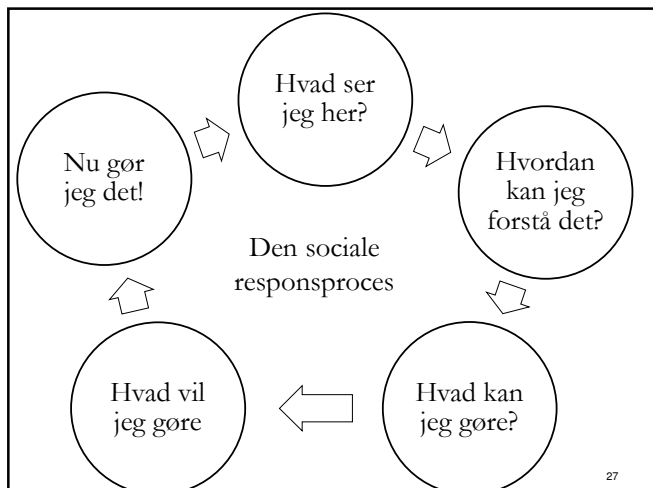 Hvad ser
jeg her?
Hvordan
kan jeg
forstå det?
Hvad kan
jeg gøre?
Hvad vil
jeg gøre
Nu gør
jeg det!
Den sociale
responsproces
27